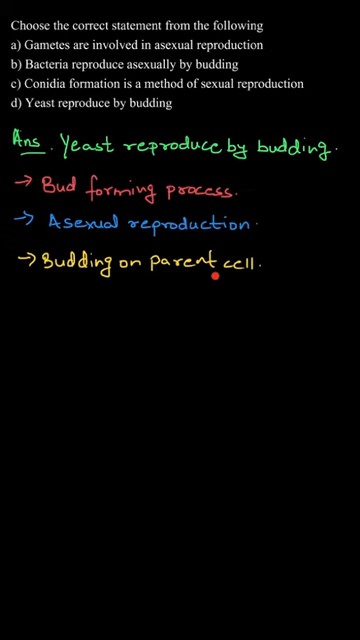 Choose the correct statement from the following
a) Gametes are involved in asexual reproduction
b) Bacteria reproduce asexually by budding
c) Conidia formation is a method of sexual reproduction
d) Yeast reproduce by budding
Ans. Yeast reproduce by budding.
→ Bud forming process.
→ Asexual reproduction.
→ Budding on parent cell.